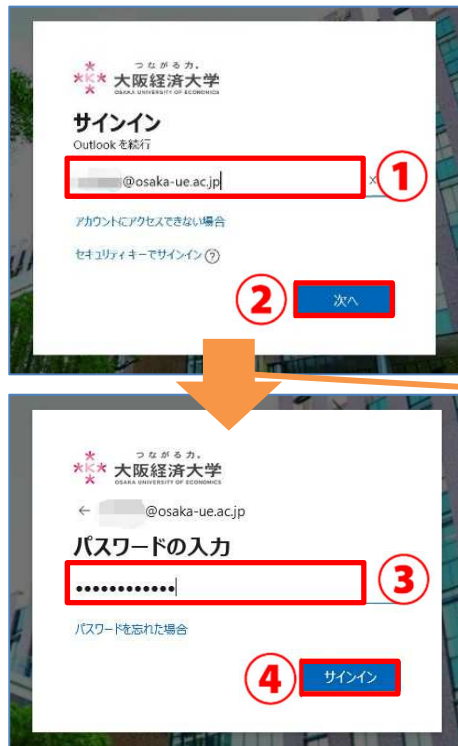 つながる力。
大阪経済大学
OSAKA UNIVERSITY OF ECONOMICS
サインイン
Outlook を続行
@osaka-ue.ac.jp
×
①
アカウントにアクセスできない場合
セキュリティ キーでサインイン ?
② 次へ
つながる力。
大阪経済大学
OSAKA UNIVERSITY OF ECONOMICS
← @osaka-ue.ac.jp
パスワードの入力
••••••••••••
③
パスワードを忘れた場合
④ サインイン